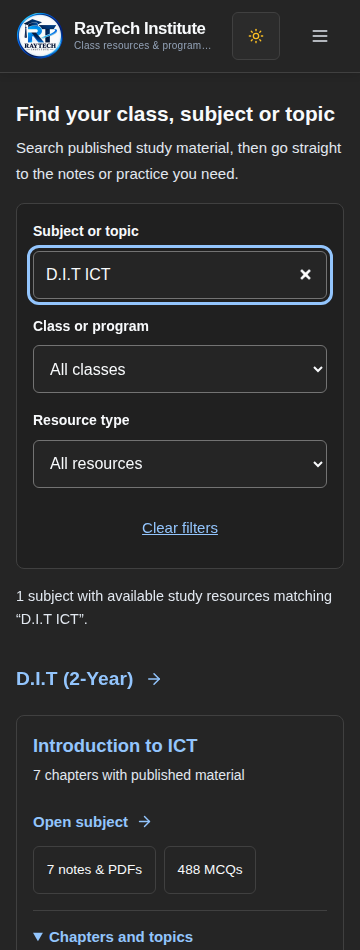 RT
RAYTECH
RayTech Institute
Class resources & program…
Find your class, subject or topic
Search published study material, then go straight
to the notes or practice you need.
Subject or topic
D.I.T ICT
Class or program
All classes
Resource type
All resources
Clear filters
1 subject with available study resources matching
“D.I.T ICT”.
D.I.T (2-Year)
Introduction to ICT
7 chapters with published material
Open subject
7 notes & PDFs
488 MCQs
Chapters and topics